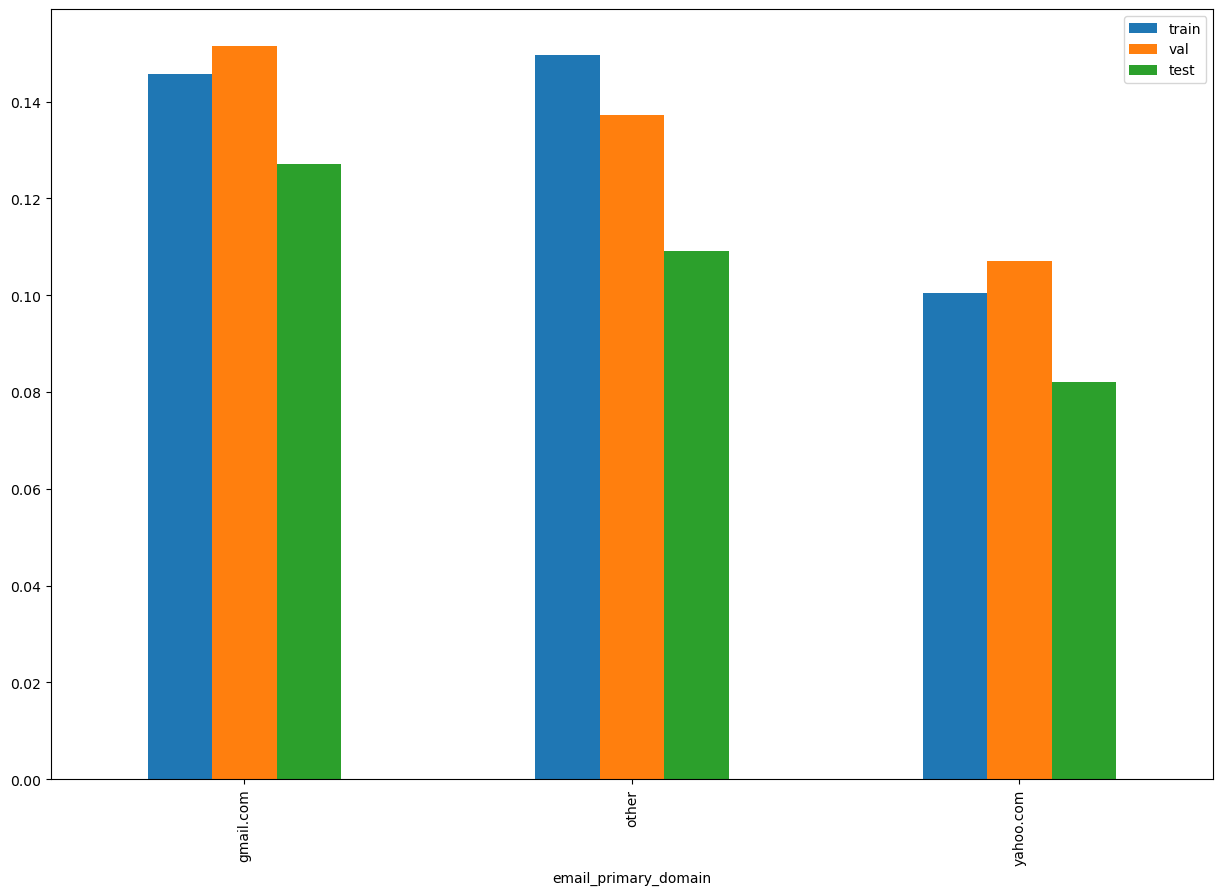 train
val
test
0.14
0.12
0.10
0.08
0.06
0.04
0.02
0.00
gmail.com
other
yahoo.com
email_primary_domain